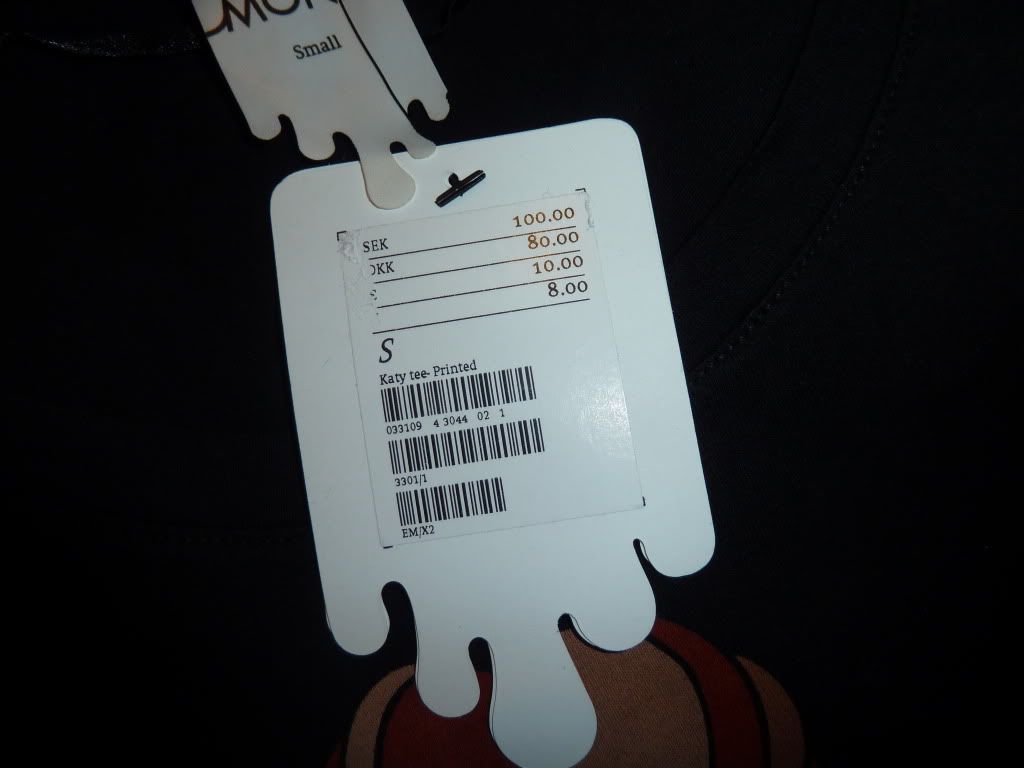 Small
SEK 100.00
DKK 80.00
10.00
8.00
S
Katy tee- Printed
033109 4 3044 02 1
3301/1
EM/X2